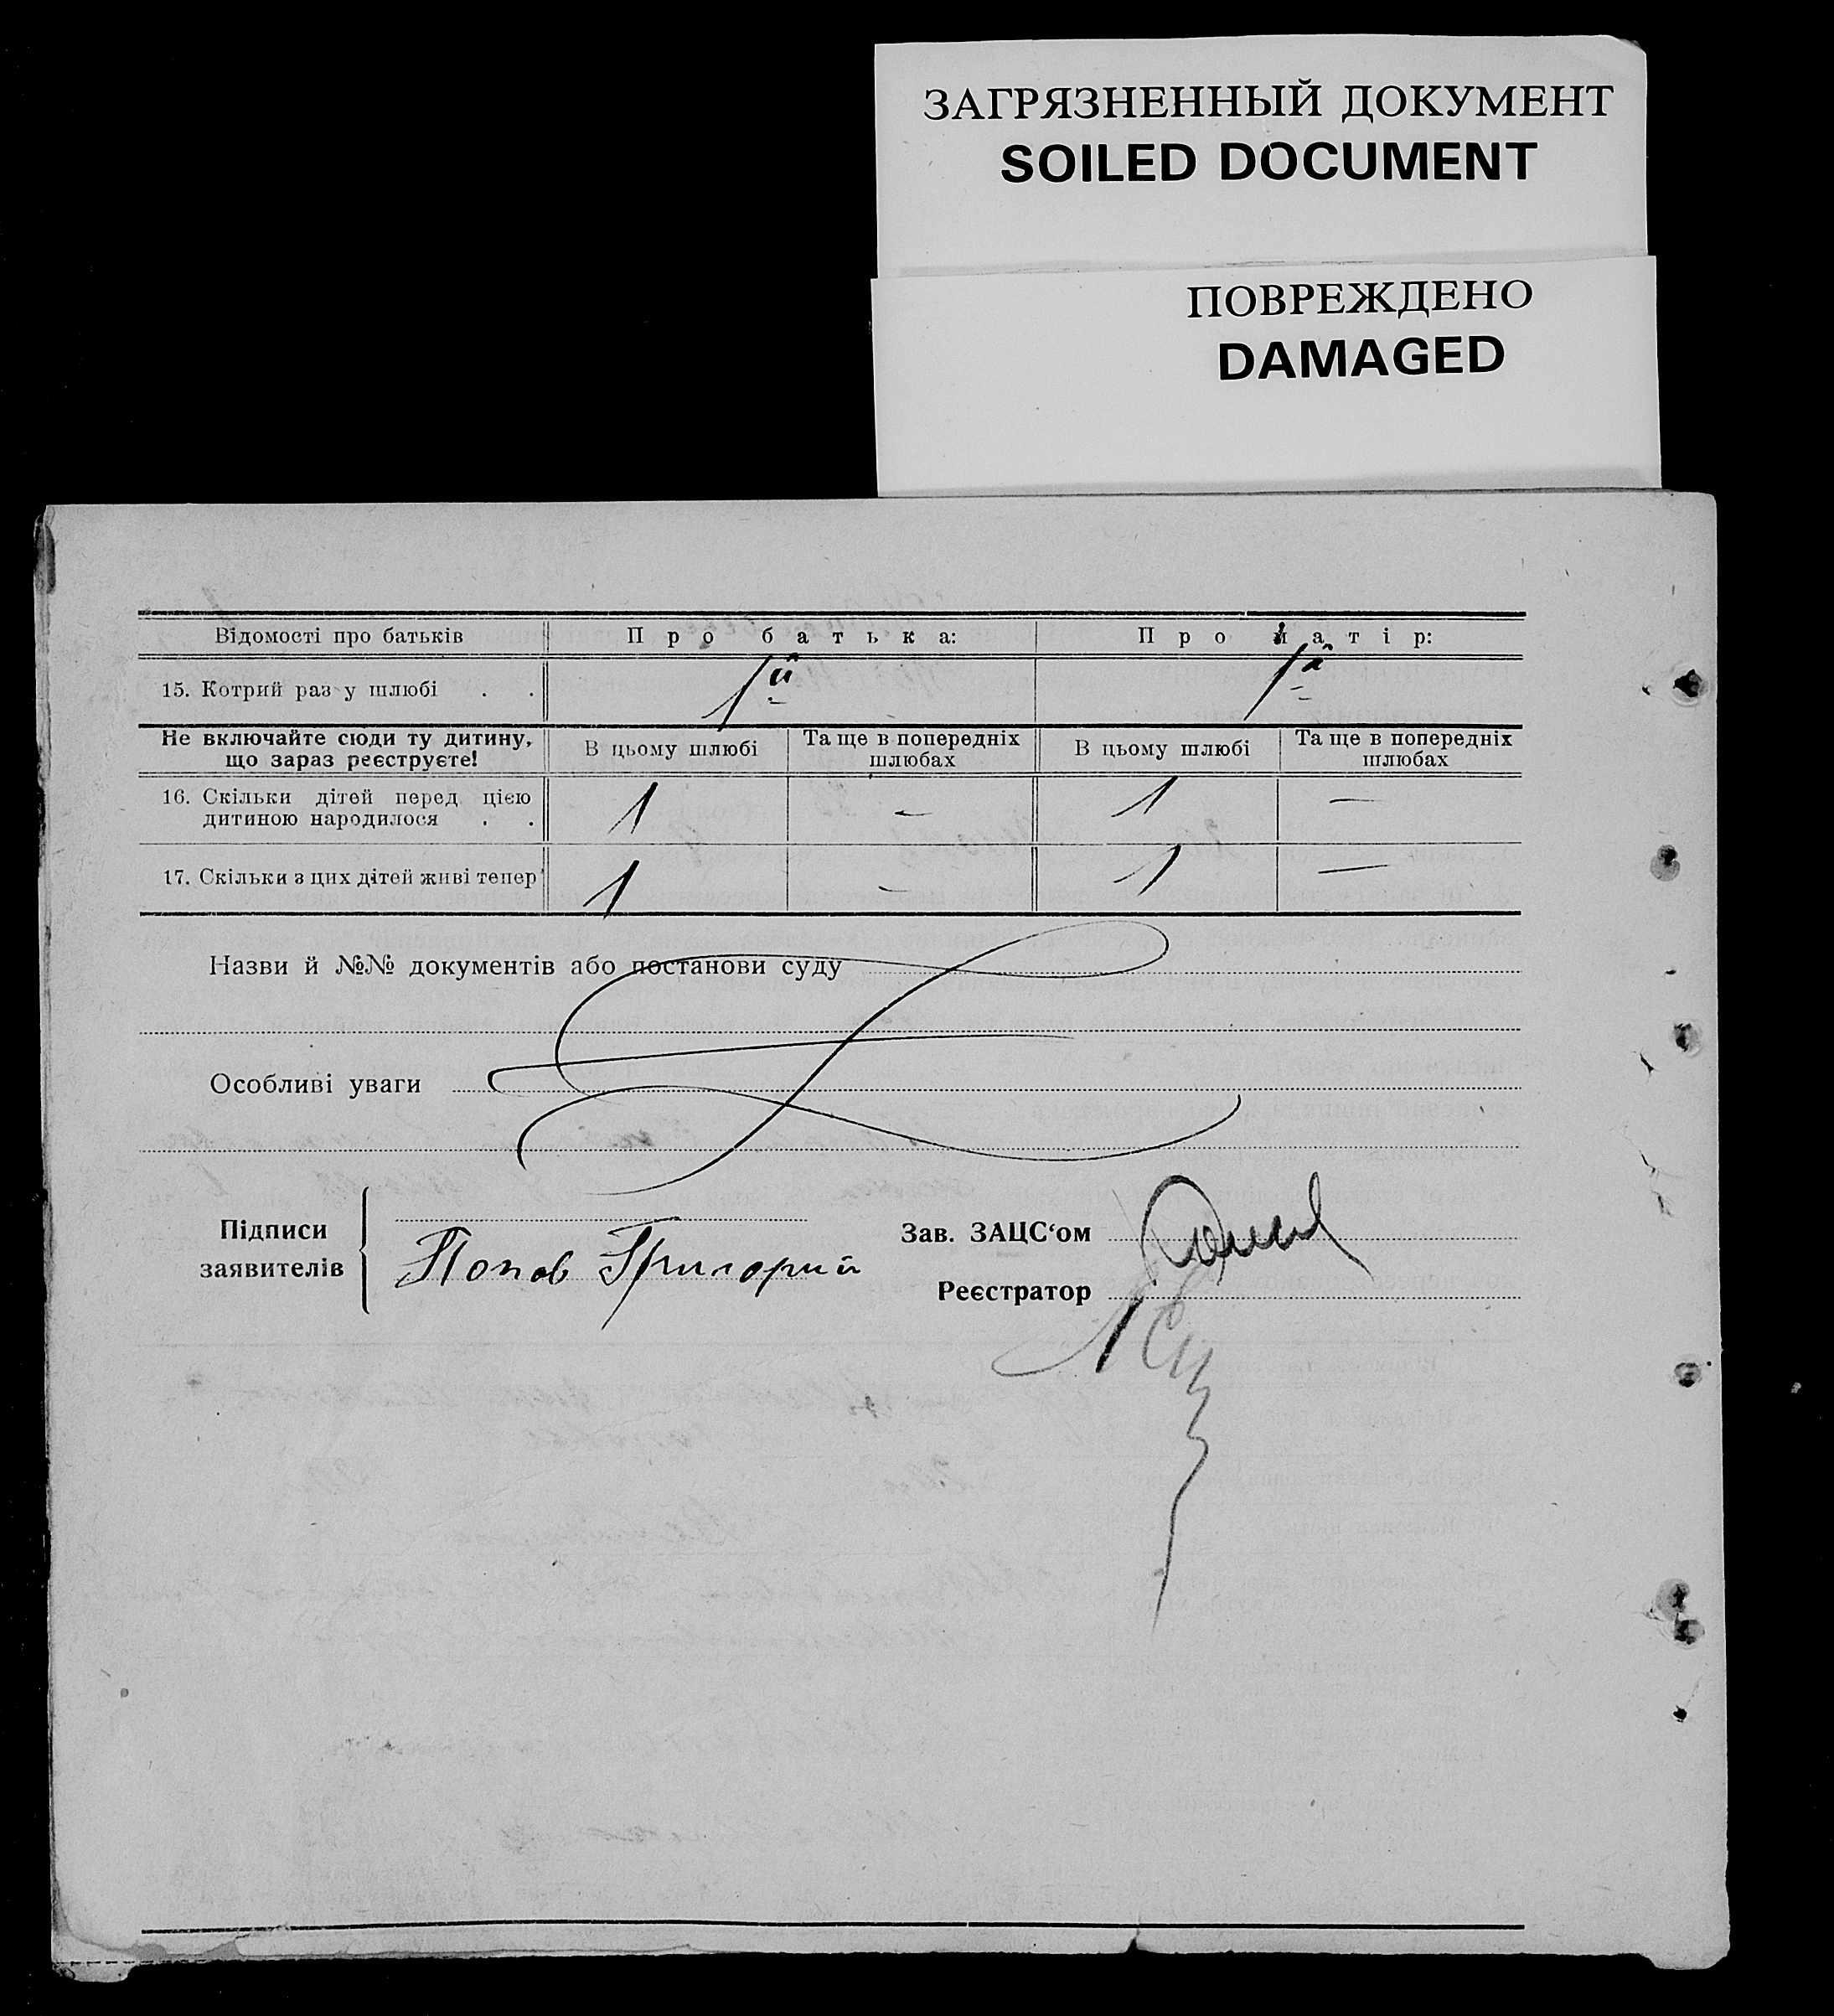 ЗАГРЯЗНЕННЫЙ ДОКУМЕНТ
SOILED DOCUMENT
ПОВРЕЖДЕНО
DAMAGED
Відомості про батьків Про батька: Про матір:
15. Котрий раз у шлюбі . . 1й 1й
Не включайте сюди ту дитину, що зараз реєструєте! В цьому шлюбі Та ще в попередніх шлюбах В цьому шлюбі Та ще в попередніх шлюбах
16. Скільки дітей перед цією дитиною народилося . . 1 — 1 —
17. Скільки з цих дітей живі тепер 1 — 1 —
Назви й №№ документів або постанови суду
Особливі уваги
Підписи заявителів
Попов Григорий
Зав. ЗАЦС‘ом
Реєстратор